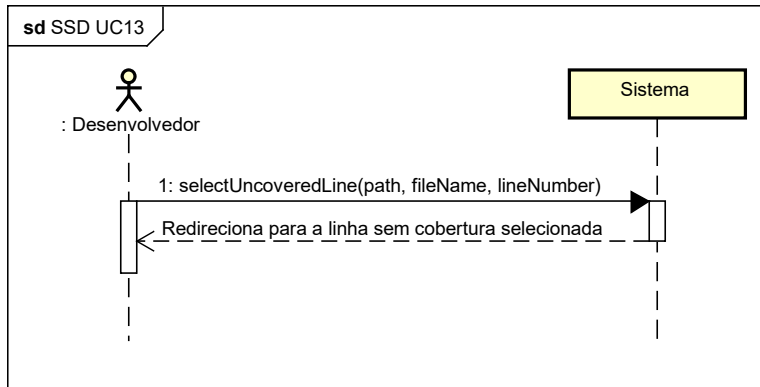 sd SSD UC13
Sistema
: Desenvolvedor
1: selectUncoveredLine(path, fileName, lineNumber)
Redireciona para a linha sem cobertura selecionada